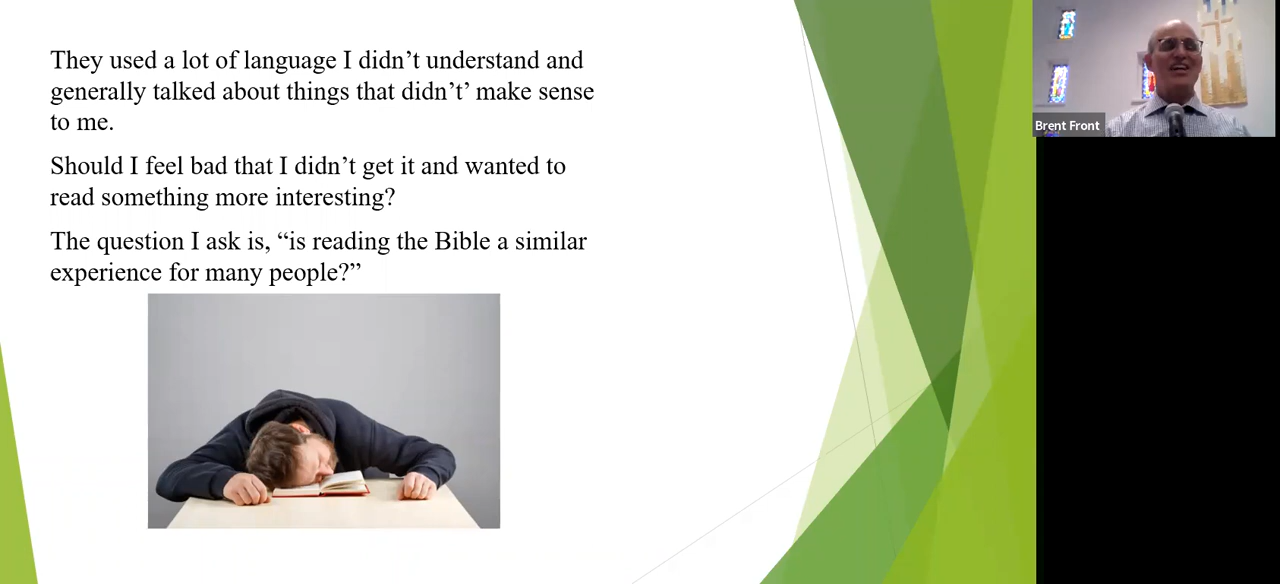 They used a lot of language I didn’t understand and
generally talked about things that didn’t’ make sense
to me.
Should I feel bad that I didn’t get it and wanted to
read something more interesting?
The question I ask is, “is reading the Bible a similar
experience for many people?”
Brent Front